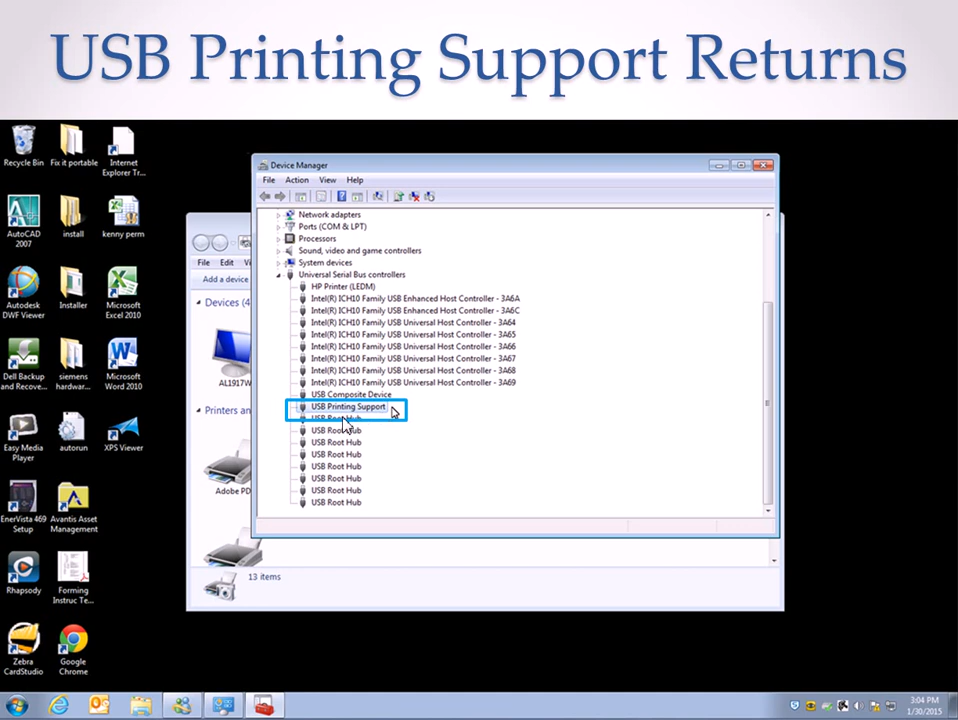 USB Printing Support Returns
Recycle Bin
Fix it portable
Internet
Explorer Tr...
AutoCAD
2007
install
kenny perm
Autodesk
DWF Viewer
Installer
Microsoft
Excel 2010
Dell Backup
and Recove...
siemens
hardwar...
Microsoft
Word 2010
Easy Media
Player
autorun
XPS Viewer
EnerVista 469
Setup
Avantis Asset
Management
Rhapsody
Forming
Instruc Te...
Zebra
CardStudio
Google
Chrome
File Edit
Add a device
Devices (4
AL1917W
Printers an
Adobe PD
13 items
Device Manager
File Action View Help
Network adapters
Ports (COM & LPT)
Processors
Sound, video and game controllers
System devices
Universal Serial Bus controllers
HP Printer (LEDM)
Intel(R) ICH10 Family USB Enhanced Host Controller - 3A6A
Intel(R) ICH10 Family USB Enhanced Host Controller - 3A6C
Intel(R) ICH10 Family USB Universal Host Controller - 3A64
Intel(R) ICH10 Family USB Universal Host Controller - 3A65
Intel(R) ICH10 Family USB Universal Host Controller - 3A66
Intel(R) ICH10 Family USB Universal Host Controller - 3A67
Intel(R) ICH10 Family USB Universal Host Controller - 3A68
Intel(R) ICH10 Family USB Universal Host Controller - 3A69
USB Composite Device
USB Printing Support
USB Root Hub
USB Root Hub
USB Root Hub
USB Root Hub
USB Root Hub
USB Root Hub
USB Root Hub
USB Root Hub
3:04 PM
1/30/2015